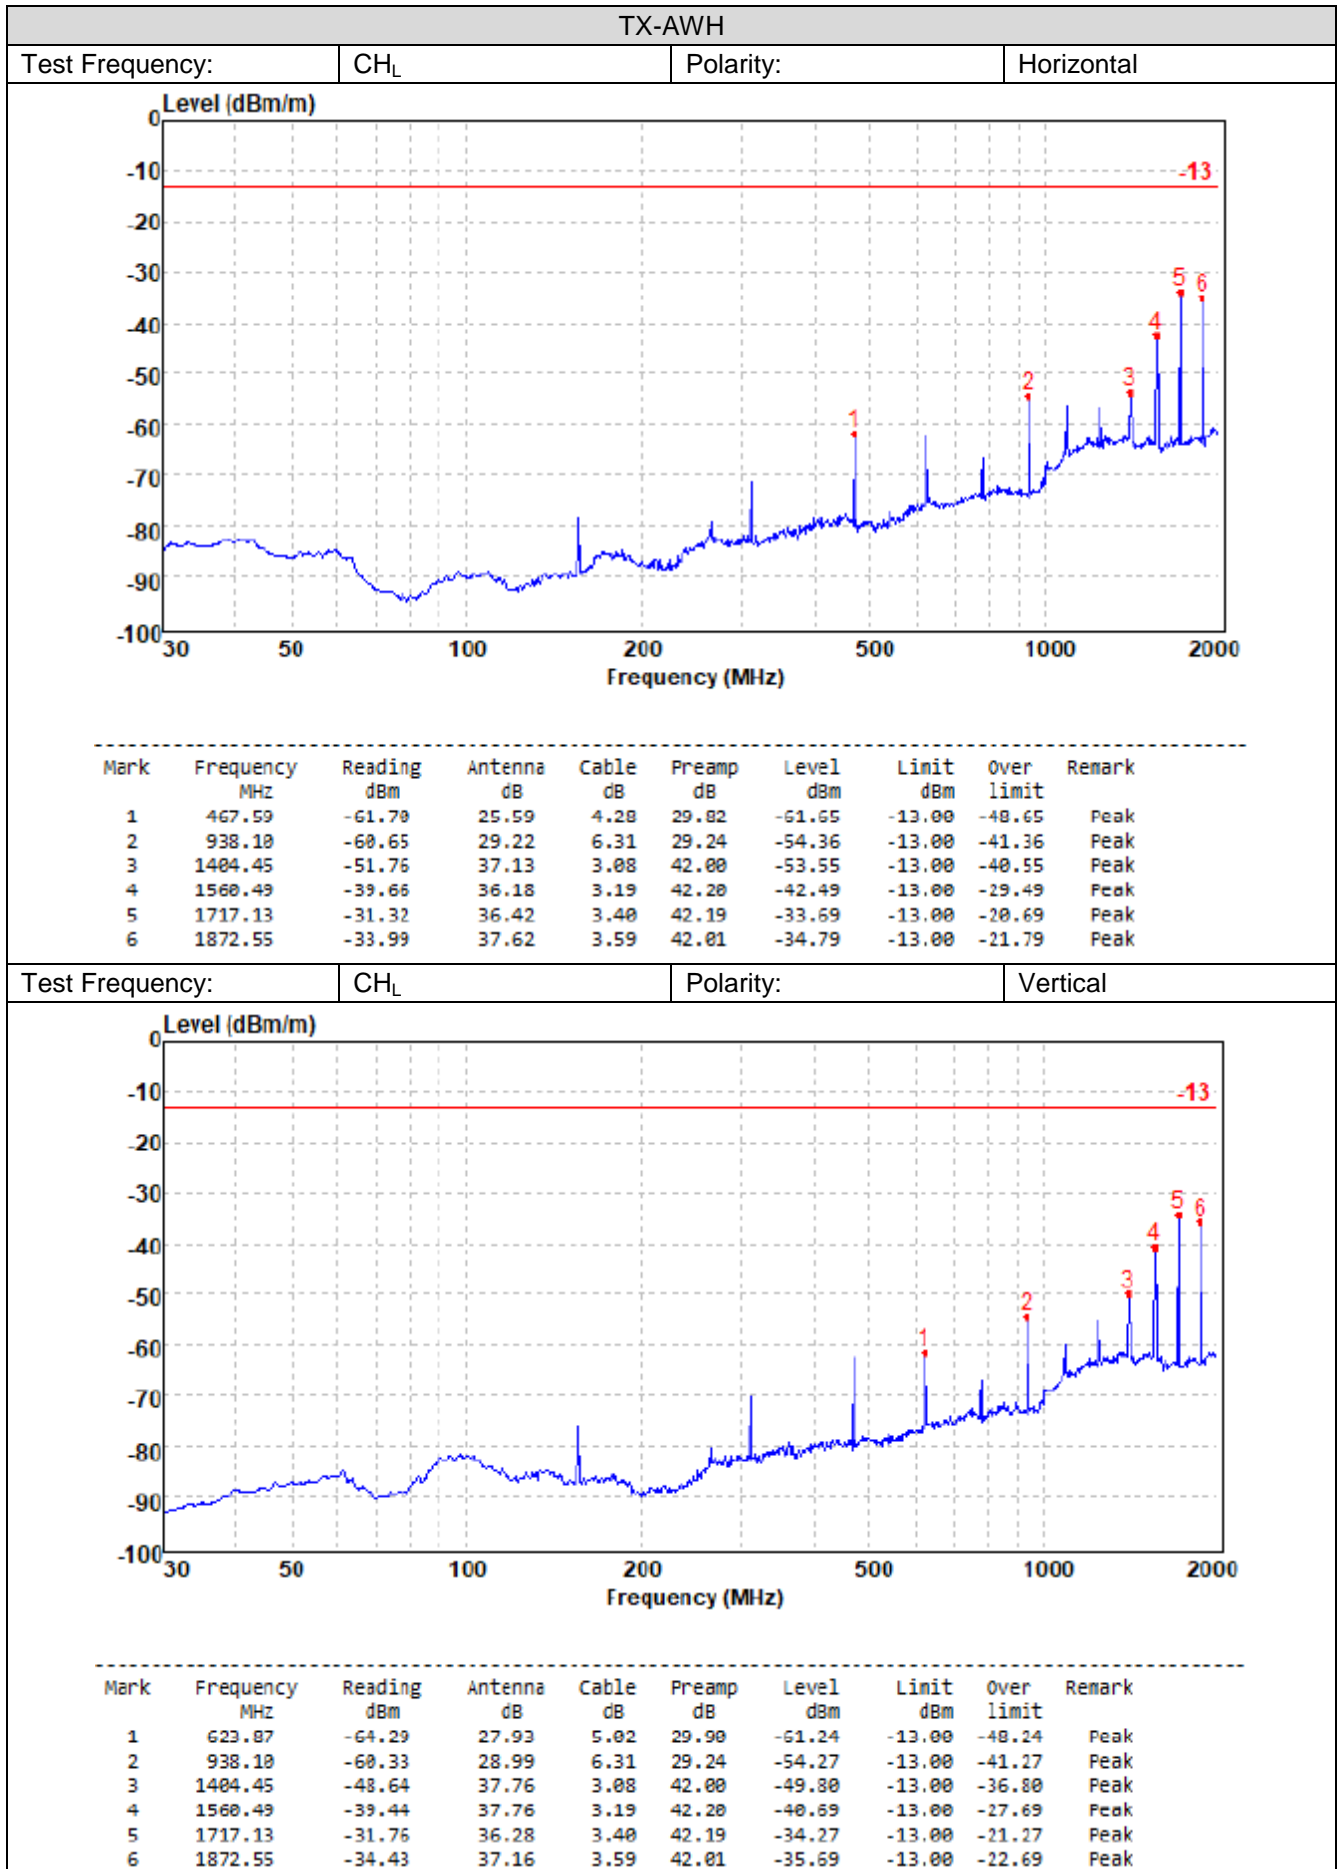 TX-AWH
Test Frequency: CHL Polarity: Horizontal
Level (dBm/m)
0
-10
-13
-20
-30
5 6
-40
4
-50
2 3
-60
1
-70
-80
-90
-100
30 50 100 200 500 1000 2000
Frequency (MHz)
Mark Frequency Reading Antenna Cable Preamp Level Limit Over Remark
MHz dBm dB dB dB dBm dBm limit
1 467.59 -61.70 25.59 4.28 29.82 -61.65 -13.00 -48.65 Peak
2 938.10 -60.65 29.22 6.31 29.24 -54.36 -13.00 -41.36 Peak
3 1404.45 -51.76 37.13 3.08 42.00 -53.55 -13.00 -40.55 Peak
4 1560.49 -39.66 36.18 3.19 42.20 -42.49 -13.00 -29.49 Peak
5 1717.13 -31.32 36.42 3.40 42.19 -33.69 -13.00 -20.69 Peak
6 1872.55 -33.99 37.62 3.59 42.01 -34.79 -13.00 -21.79 Peak
Test Frequency: CHL Polarity: Vertical
Level (dBm/m)
0
-10
-13
-20
-30
5 6
-40
4
-50
3
2
-60
1
-70
-80
-90
-100
30 50 100 200 500 1000 2000
Frequency (MHz)
Mark Frequency Reading Antenna Cable Preamp Level Limit Over Remark
MHz dBm dB dB dB dBm dBm limit
1 623.87 -64.29 27.93 5.02 29.90 -61.24 -13.00 -48.24 Peak
2 938.10 -60.33 28.99 6.31 29.24 -54.27 -13.00 -41.27 Peak
3 1404.45 -48.64 37.76 3.08 42.00 -49.80 -13.00 -36.80 Peak
4 1560.49 -39.44 37.76 3.19 42.20 -40.69 -13.00 -27.69 Peak
5 1717.13 -31.76 36.28 3.40 42.19 -34.27 -13.00 -21.27 Peak
6 1872.55 -34.43 37.16 3.59 42.01 -35.69 -13.00 -22.69 Peak